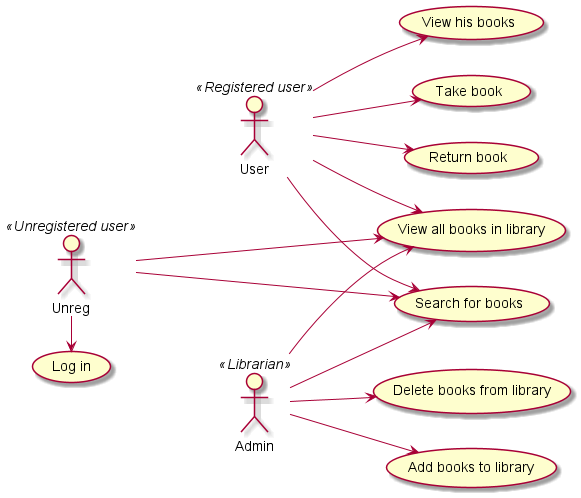 View his books
«Registered user»
Take book
User
Return book
«Unregistered user»
View all books in library
Unreg
Search for books
Log in
«Librarian»
Delete books from library
Admin
Add books to library